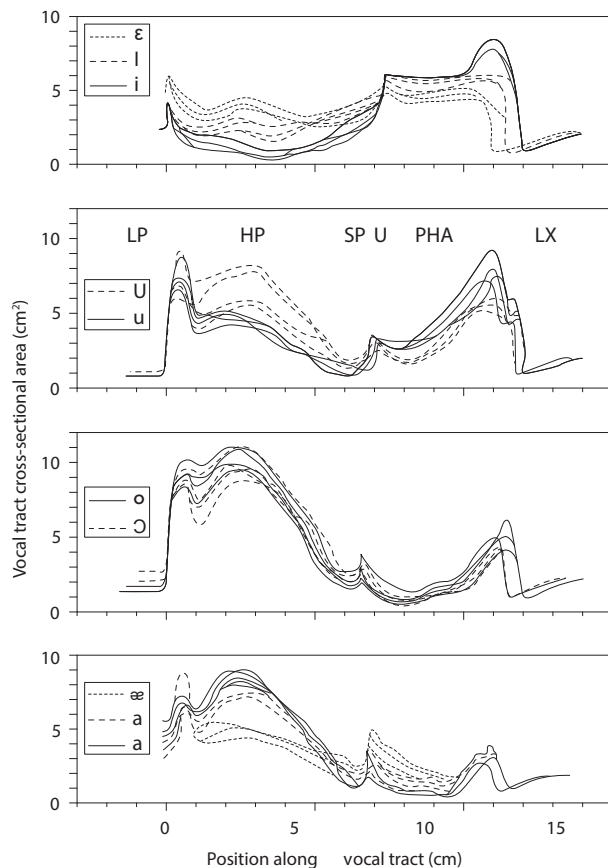 10
5
0
ɛ
I
i
10
5
0
LP HP SP U PHA LX
U
u
10
5
0
o
Ɔ
10
5
0
æ
a
a
0 5 10 15
Position along vocal tract (cm)
Vocal tract cross-sectional area (cm²)